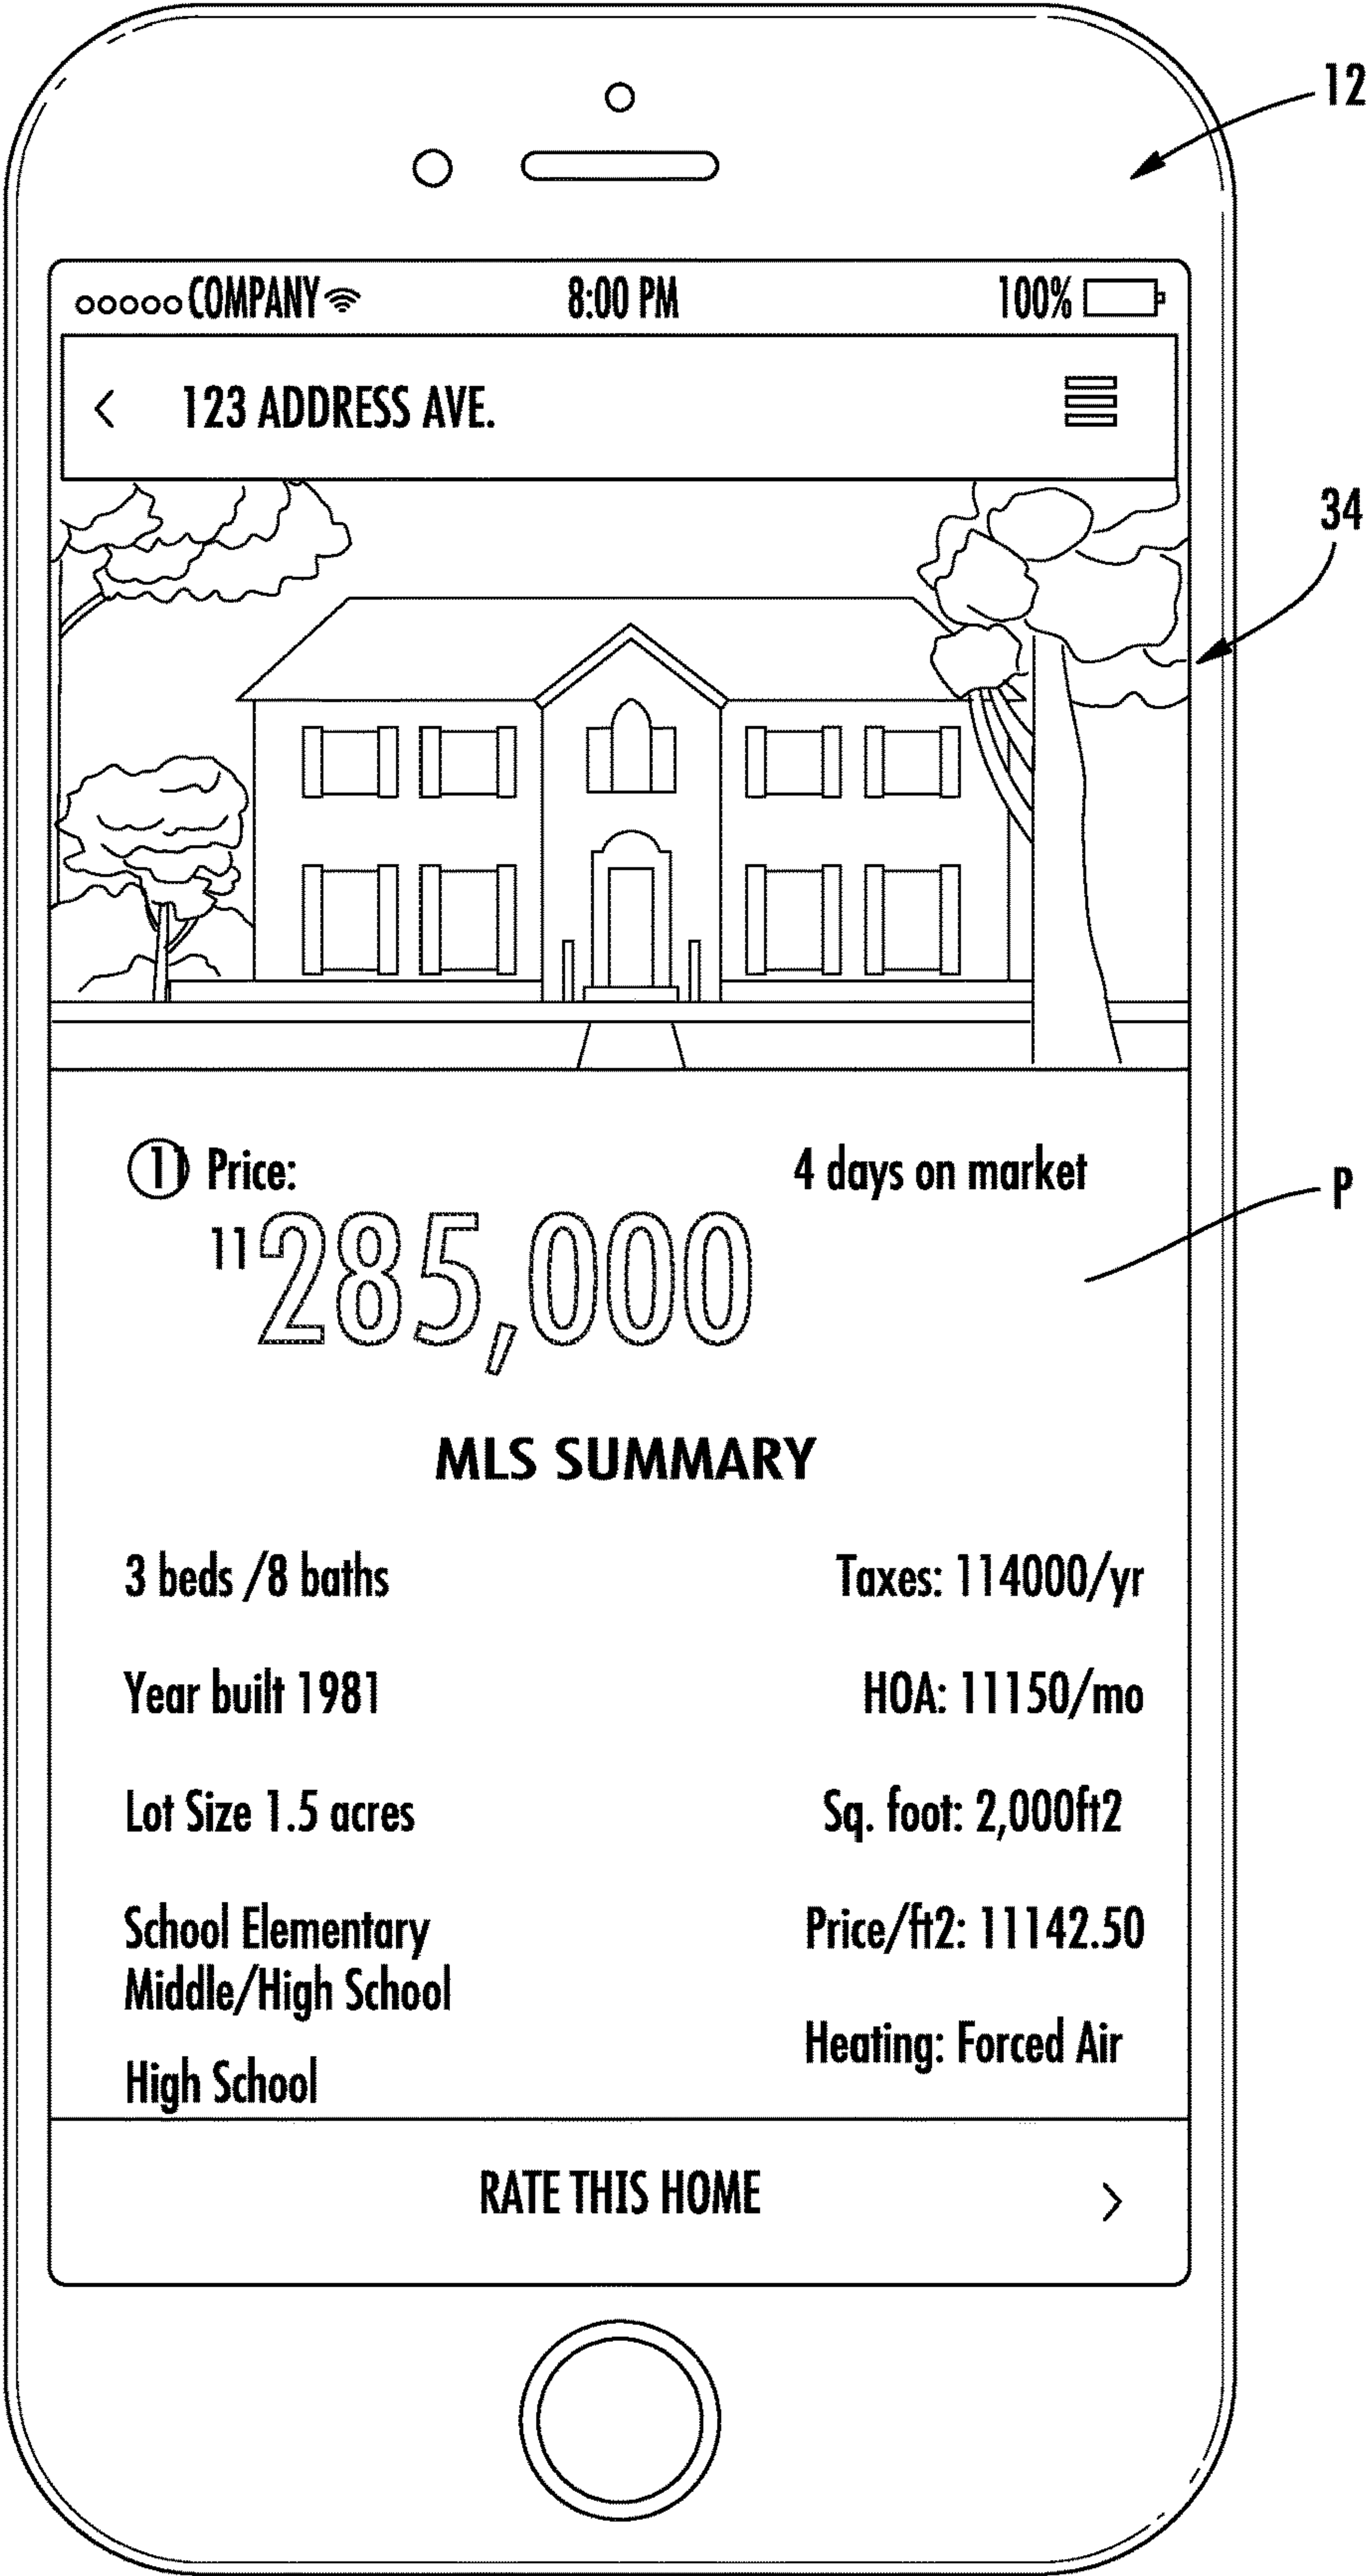 12
COMPANY 8:00 PM 100%
< 123 ADDRESS AVE.
34
11 Price: 4 days on market
P
11 285,000
MLS SUMMARY
3 beds /8 baths Taxes: 114000/yr
Year built 1981 HOA: 11150/mo
Lot Size 1.5 acres Sq. foot: 2,000ft2
School Elementary Price/ft2: 11142.50
Middle/High School
Heating: Forced Air
High School
RATE THIS HOME >